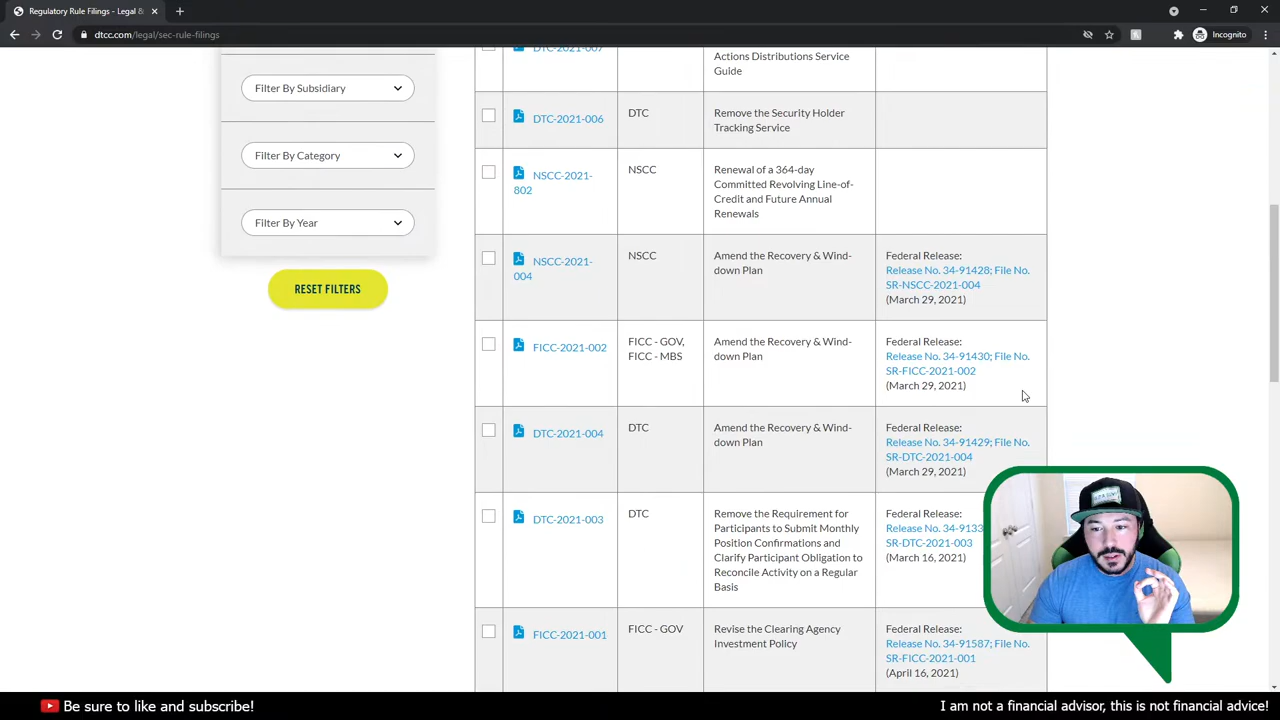 Regulatory Rule Filings - Legal &
dtcc.com/legal/sec-rule-filings
Incognito
Filter By Subsidiary
Filter By Category
Filter By Year
RESET FILTERS
DTC-2021-007
Actions Distributions Service
Guide
DTC-2021-006
DTC
Remove the Security Holder
Tracking Service
NSCC-2021-
802
NSCC
Renewal of a 364-day
Committed Revolving Line-of-
Credit and Future Annual
Renewals
NSCC-2021-
004
NSCC
Amend the Recovery & Wind-
down Plan
Federal Release:
Release No. 34-91428; File No.
SR-NSCC-2021-004
(March 29, 2021)
FICC-2021-002
FICC - GOV,
FICC - MBS
Amend the Recovery & Wind-
down Plan
Federal Release:
Release No. 34-91430; File No.
SR-FICC-2021-002
(March 29, 2021)
DTC-2021-004
DTC
Amend the Recovery & Wind-
down Plan
Federal Release:
Release No. 34-91429; File No.
SR-DTC-2021-004
(March 29, 2021)
DTC-2021-003
DTC
Remove the Requirement for
Participants to Submit Monthly
Position Confirmations and
Clarify Participant Obligation to
Reconcile Activity on a Regular
Basis
Federal Release:
Release No. 34-9133
SR-DTC-2021-003
(March 16, 2021)
FICC-2021-001
FICC - GOV
Revise the Clearing Agency
Investment Policy
Federal Release:
Release No. 34-91587; File No.
SR-FICC-2021-001
(April 16, 2021)
Be sure to like and subscribe!
I am not a financial advisor, this is not financial advice!